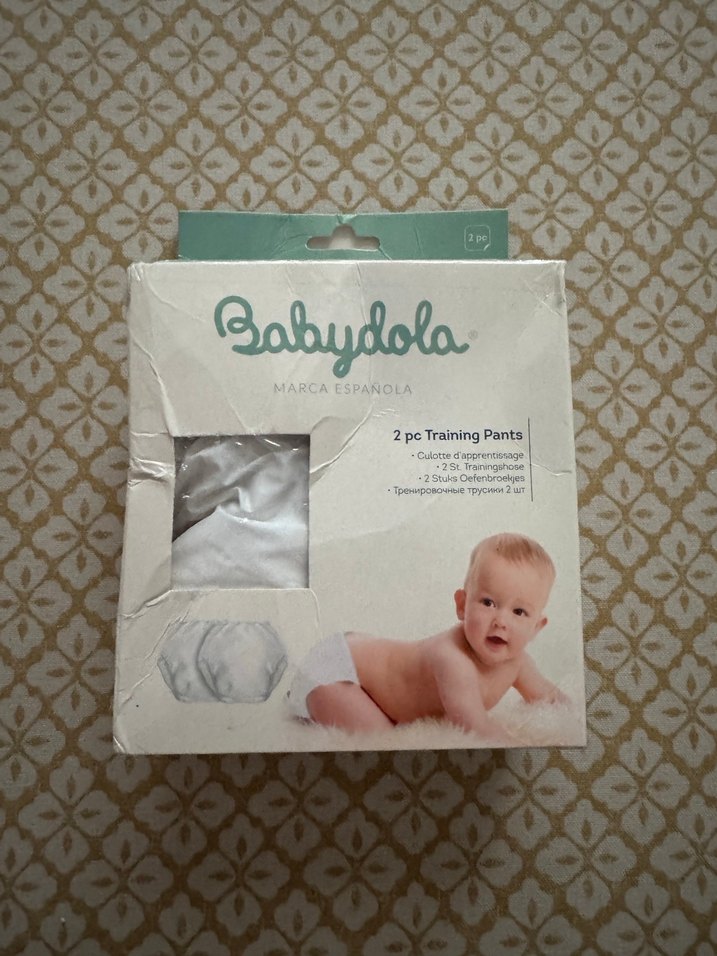 2 pc
Babydola®
MARCA ESPAÑOLA
2 pc Training Pants
• Culotte d'apprentissage
• 2 St. Trainingshose
• 2 Stuks Oefenbroekjes
• Тренировочные трусики 2 шт